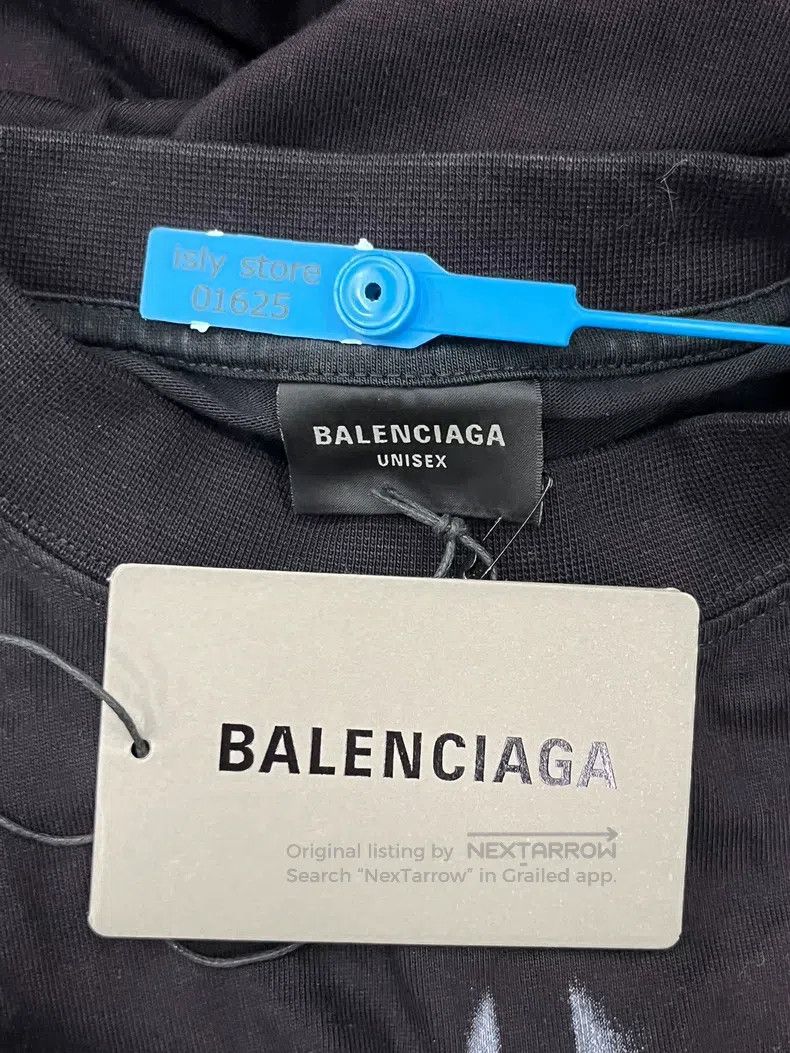 isly store
01625
BALENCIAGA
UNISEX
BALENCIAGA
Original listing by NEXTARROW
Search "NexTarrow" in Grailed app.